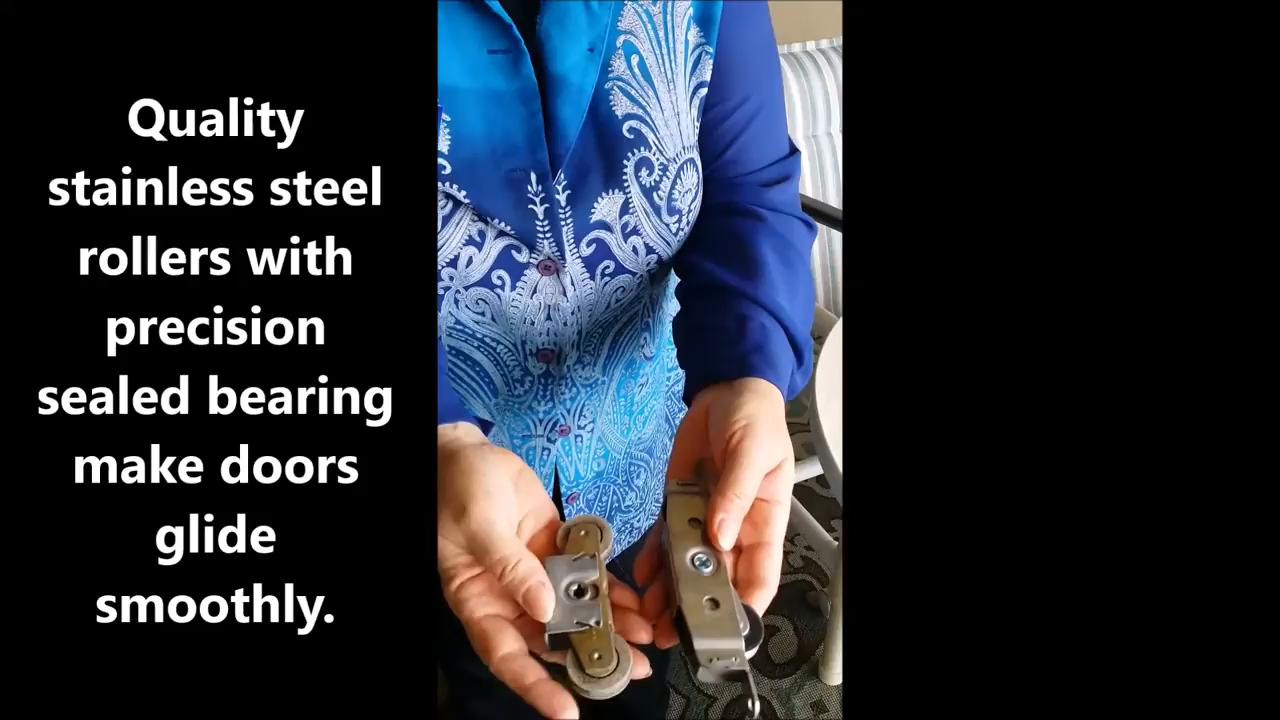 Quality
stainless steel
rollers with
precision
sealed bearing
make doors
glide
smoothly.